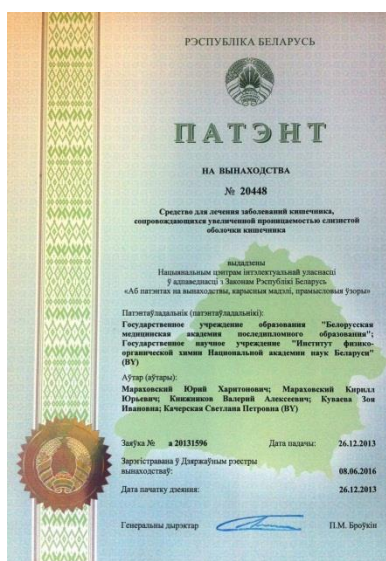 РЭСПУБЛІКА БЕЛАРУСЬ
ПАТЭНТ
НА ВЫНАХОДСТВА
№ 20448
Средство для лечения заболеваний кишечника,
сопровождающихся увеличенной проницаемостью слизистой
оболочки кишечника
выдадзены
Нацыянальным цэнтрам інтэлектуальнай уласнасці
ў адпаведнасці з Законам Рэспублікі Беларусь
«Аб патэнтах на вынаходствы, карысныя мадэлі, прамысловыя ўзоры»
Патэнтаўладальнік (патэнтаўладальнікі):
Государственное учреждение образования "Белорусская
медицинская академия последипломного образования";
Государственное научное учреждение "Институт физико-
органической химии Национальной академии наук Беларуси"
(BY)
Аўтар (аўтары):
Мараховский Юрий Харитонович; Мараховский Кирилл
Юрьевич; Книжников Валерий Алексеевич; Куваева Зоя
Ивановна; Качерская Светлана Петровна (BY)
Заяўка № а 20131596 Дата падачы: 26.12.2013
Зарэгістравана ў Дзяржаўным рэестры
вынаходстваў: 08.06.2016
Дата пачатку дзеяння: 26.12.2013
Генеральны дырэктар П.М. Броўкін